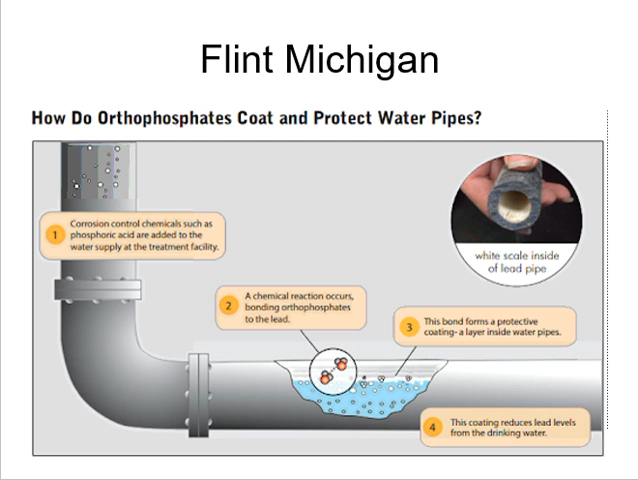 Flint Michigan
How Do Orthophosphates Coat and Protect Water Pipes?
1
Corrosion control chemicals such as
phosphoric acid are added to the
water supply at the treatment facility.
white scale inside
of lead pipe
2
A chemical reaction occurs,
bonding orthophosphates
to the lead.
3
This bond forms a protective
coating- a layer inside water pipes.
4
This coating reduces lead levels
from the drinking water.